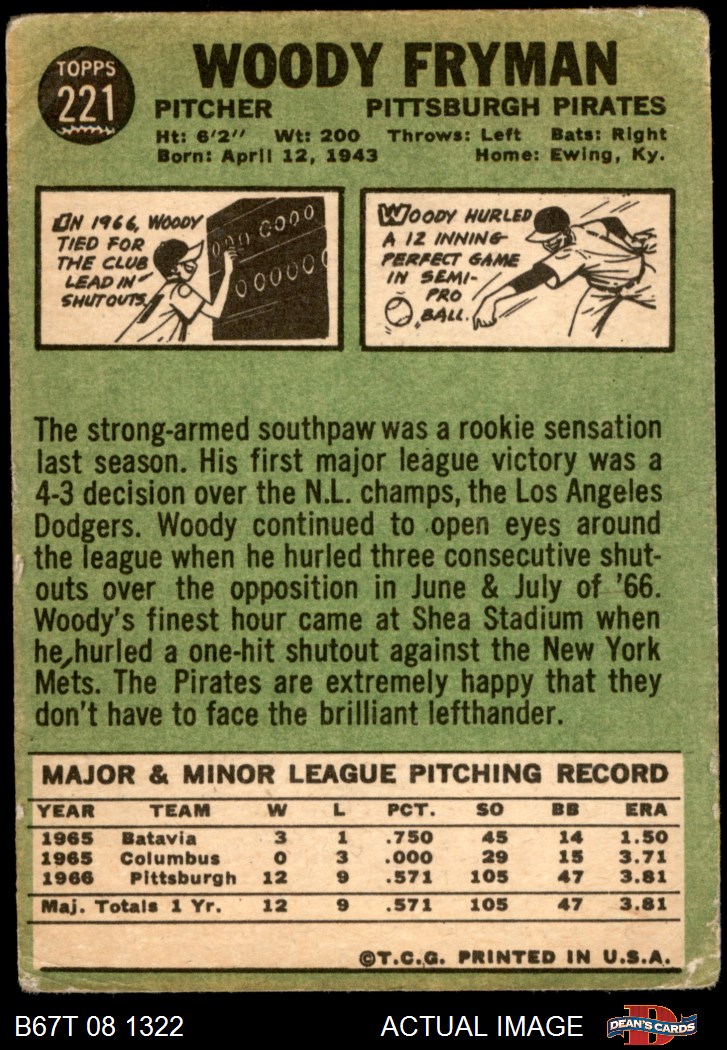 TOPPS
221
WOODY FRYMAN
PITCHER PITTSBURGH PIRATES
Ht: 6'2" Wt: 200 Throws: Left Bats: Right
Born: April 12, 1943 Home: Ewing, Ky.
IN 1966, WOODY
TIED FOR
THE CLUB
LEAD IN
SHUTOUTS.
WOODY HURLED
A 12 INNING
PERFECT GAME
IN SEMI-
PRO
BALL.
The strong-armed southpaw was a rookie sensation
last season. His first major league victory was a
4-3 decision over the N.L. champs, the Los Angeles
Dodgers. Woody continued to open eyes around
the league when he hurled three consecutive shut-
outs over the opposition in June & July of '66.
Woody's finest hour came at Shea Stadium when
he hurled a one-hit shutout against the New York
Mets. The Pirates are extremely happy that they
don't have to face the brilliant lefthander.
MAJOR & MINOR LEAGUE PITCHING RECORD
YEAR TEAM W L PCT. SO BB ERA
1965 Batavia 3 1 .750 45 14 1.50
1965 Columbus 0 3 .000 29 15 3.71
1966 Pittsburgh 12 9 .571 105 47 3.81
Maj. Totals 1 Yr. 12 9 .571 105 47 3.81
©T.C.G. PRINTED IN U.S.A.
B67T 08 1322 ACTUAL IMAGE DEAN'S CARDS